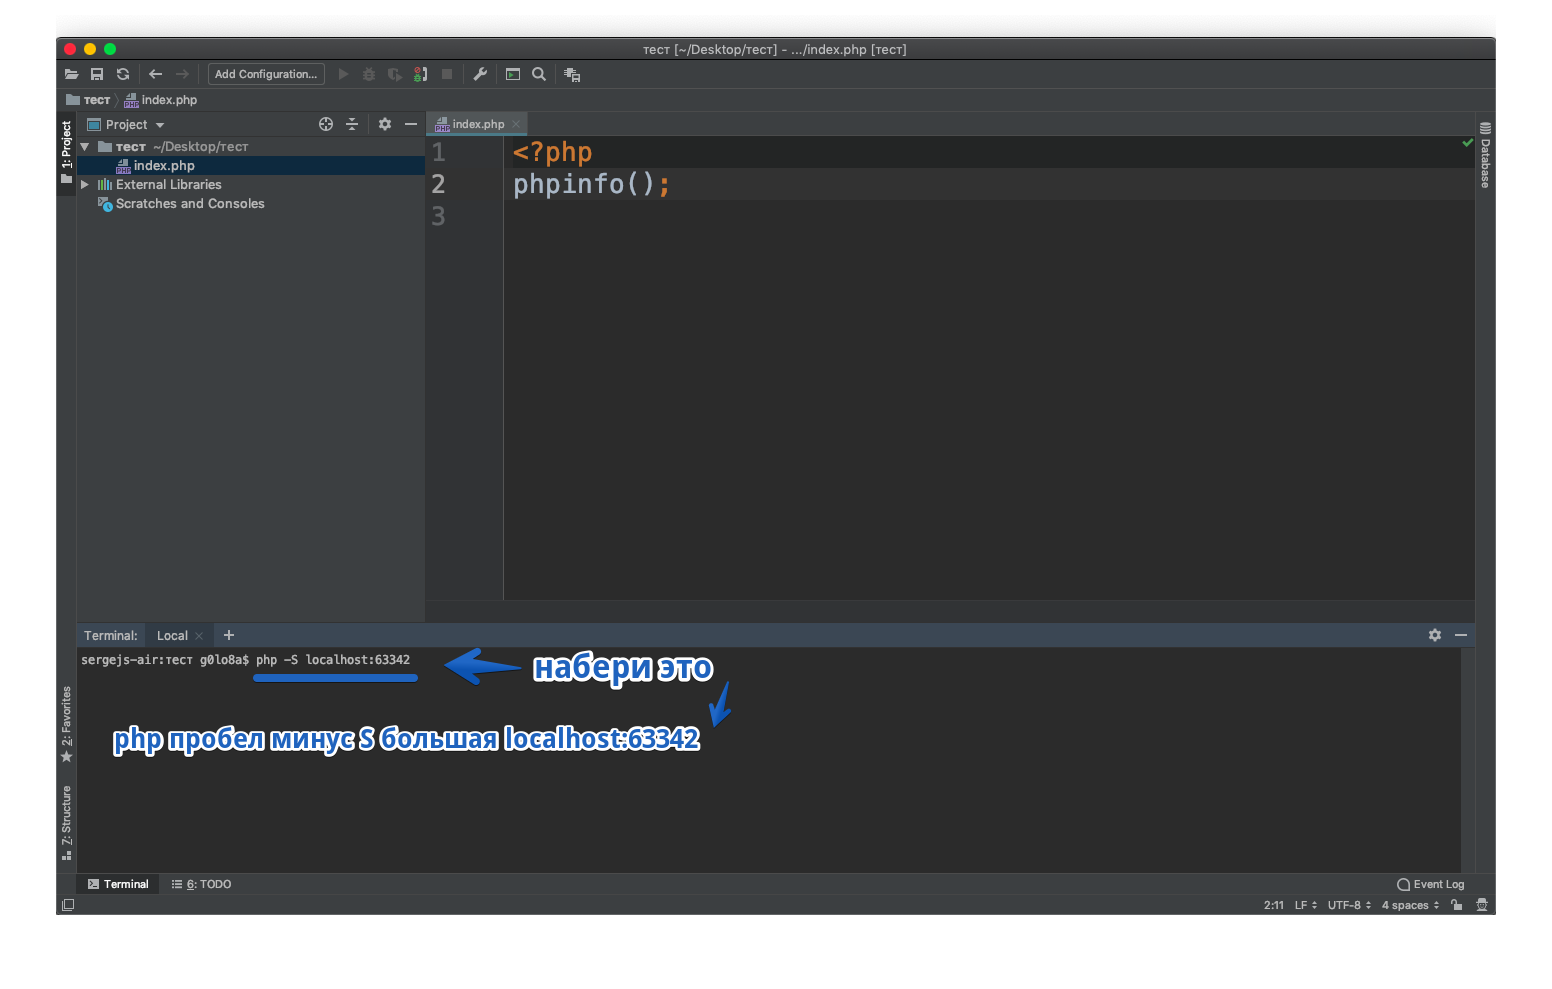 тест [~/Desktop/тест] - .../index.php [тест]
Add Configuration...
тест index.php
1: Project
Project
index.php
Database
тест ~/Desktop/тест
index.php
External Libraries
Scratches and Consoles
1 <?php
2 phpinfo();
3
Terminal: Local +
sergejs-air:тест g0lo8a$ php -S localhost:63342
набери это
php пробел минус S большая localhost:63342
2: Favorites
Z: Structure
Terminal 6: TODO Event Log
2:11 LF UTF-8 4 spaces